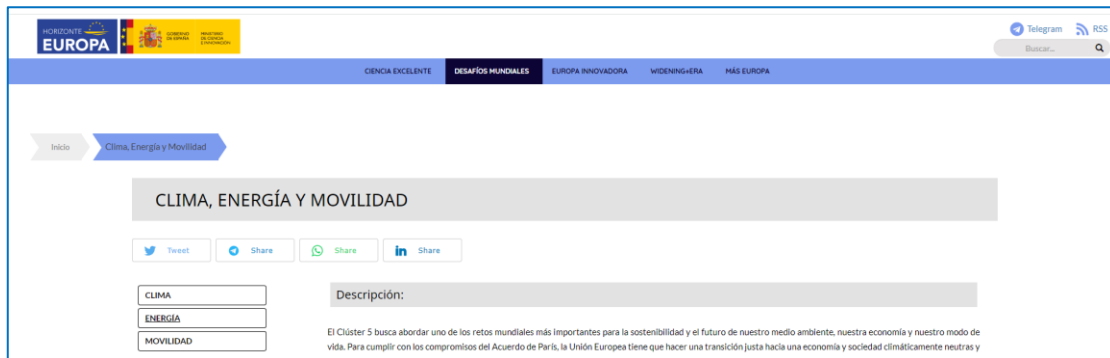 HORIZONTE
EUROPA
GOBIERNO DE ESPAÑA
MINISTERIO DE CIENCIA E INNOVACIÓN
Telegram RSS
Buscar...
CIENCIA EXCELENTE DESAFÍOS MUNDIALES EUROPA INNOVADORA WIDENING+ERA MÁS EUROPA
Inicio Clima, Energía y Movilidad
CLIMA, ENERGÍA Y MOVILIDAD
Tweet Share Share Share
CLIMA
ENERGÍA
MOVILIDAD
Descripción:
El Clúster 5 busca abordar uno de los retos mundiales más importantes para la sostenibilidad y el futuro de nuestro medio ambiente, nuestra economía y nuestro modo de
vida. Para cumplir con los compromisos del Acuerdo de París, la Unión Europea tiene que hacer una transición justa hacia una economía y sociedad climáticamente neutras y